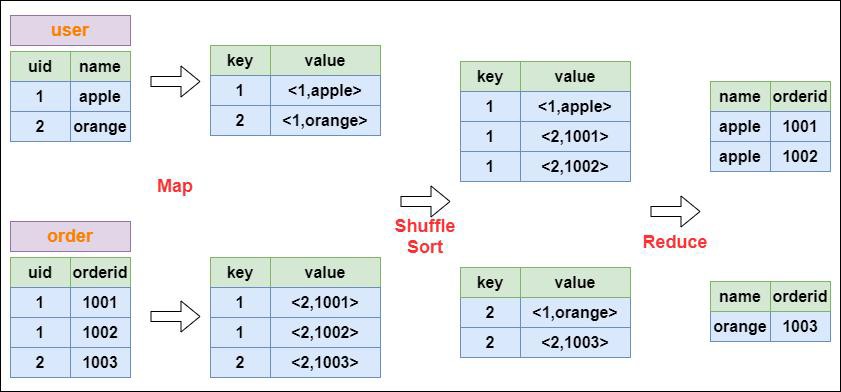 user
uid name
1 apple
2 orange
key value
1 <1,apple>
2 <1,orange>
Map
order
uid orderid
1 1001
1 1002
2 1003
key value
1 <2,1001>
1 <2,1002>
2 <2,1003>
Shuffle
Sort
key value
1 <1,apple>
1 <2,1001>
1 <2,1002>
key value
2 <1,orange>
2 <2,1003>
Reduce
name orderid
apple 1001
apple 1002
name orderid
orange 1003